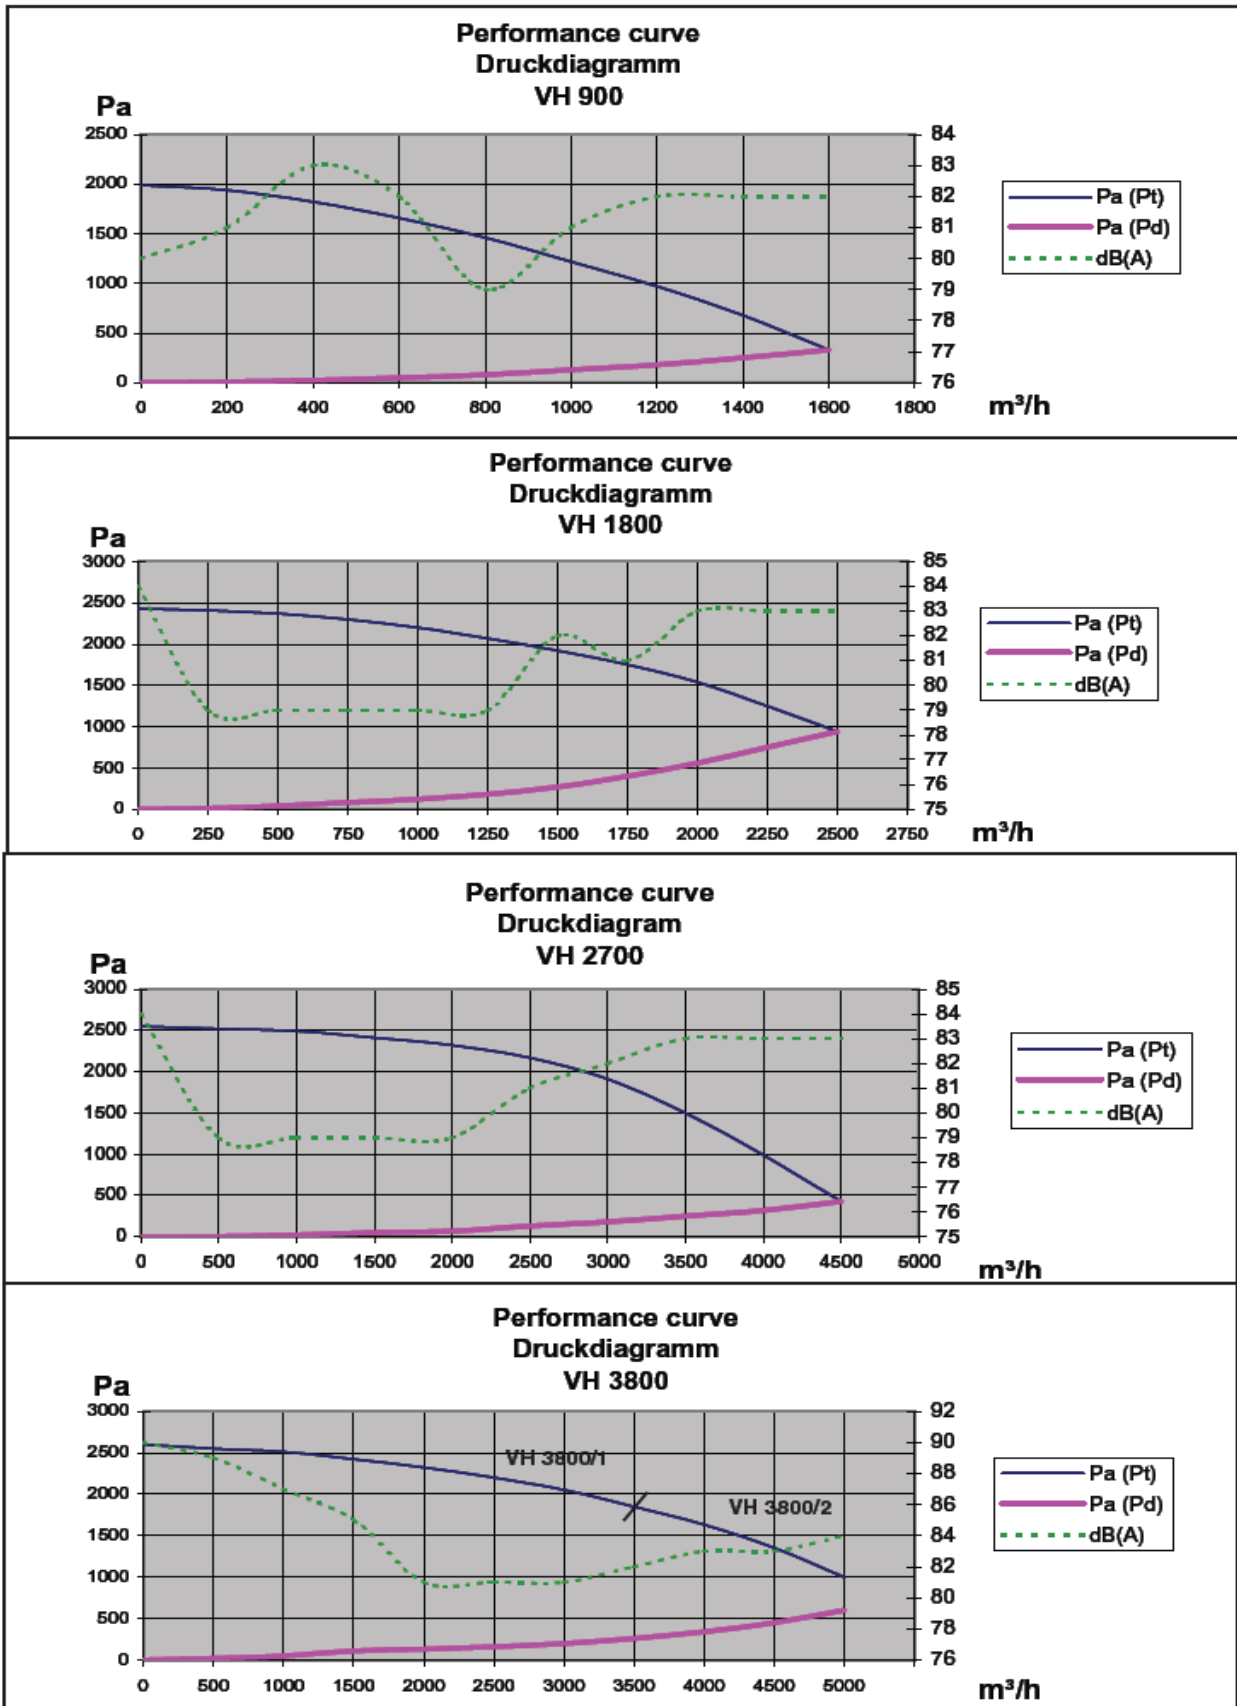 Performance curve
Druckdiagramm
VH 900
Pa
2500
2000
1500
1000
500
0
84
83
82
81
80
79
78
77
76
0 200 400 600 800 1000 1200 1400 1600 1800
m³/h
Pa (Pt)
Pa (Pd)
dB(A)
Performance curve
Druckdiagramm
VH 1800
Pa
3000
2500
2000
1500
1000
500
0
85
84
83
82
81
80
79
78
77
76
75
0 250 500 750 1000 1250 1500 1750 2000 2250 2500 2750
m³/h
Pa (Pt)
Pa (Pd)
dB(A)
Performance curve
Druckdiagram
VH 2700
Pa
3000
2500
2000
1500
1000
500
0
85
84
83
82
81
80
79
78
77
76
75
0 500 1000 1500 2000 2500 3000 3500 4000 4500 5000
m³/h
Pa (Pt)
Pa (Pd)
dB(A)
Performance curve
Druckdiagramm
VH 3800
Pa
3000
2500
2000
1500
1000
500
0
VH 3800/1
VH 3800/2
92
90
88
86
84
82
80
78
76
0 500 1000 1500 2000 2500 3000 3500 4000 4500 5000
m³/h
Pa (Pt)
Pa (Pd)
dB(A)